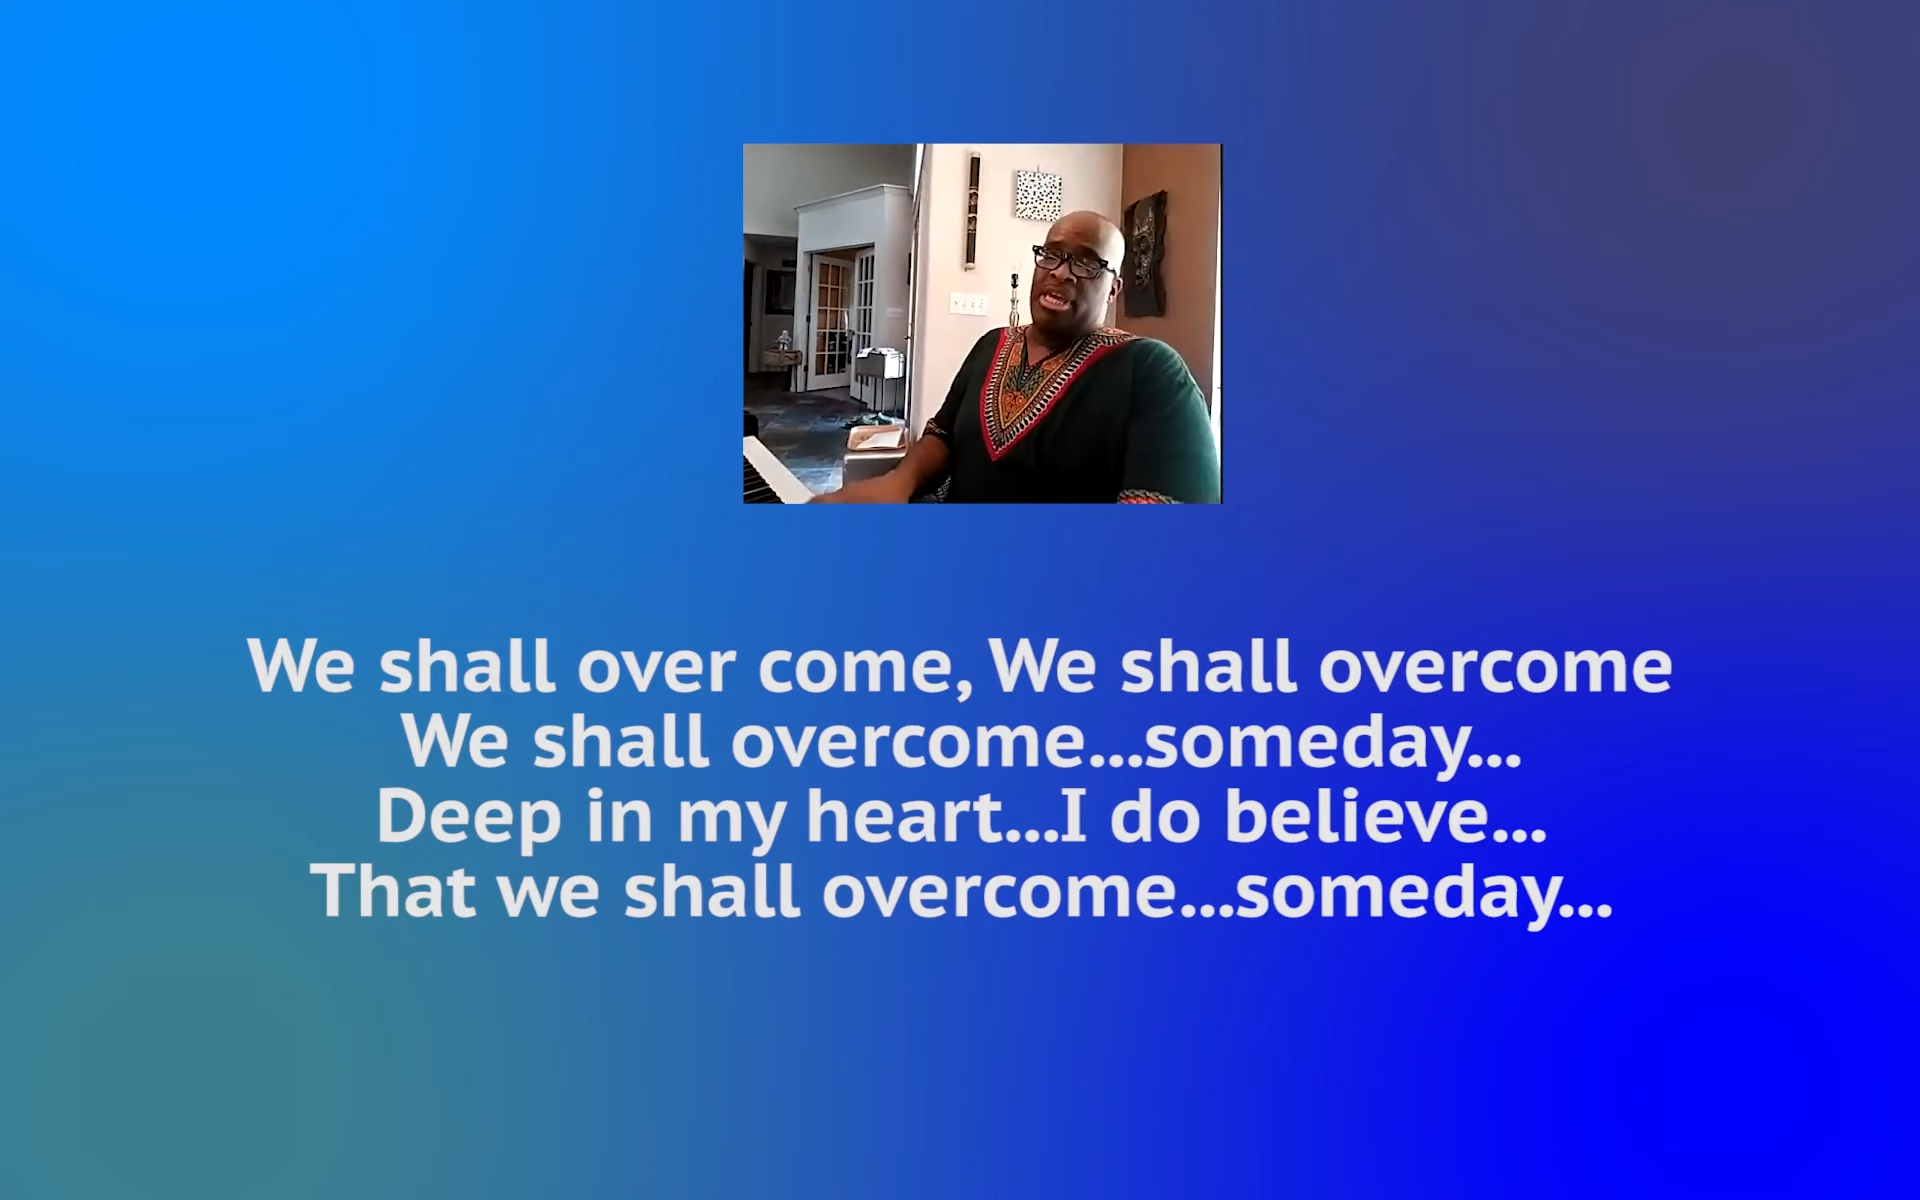 We shall over come, We shall overcome
We shall overcome...someday...
Deep in my heart...I do believe...
That we shall overcome...someday...